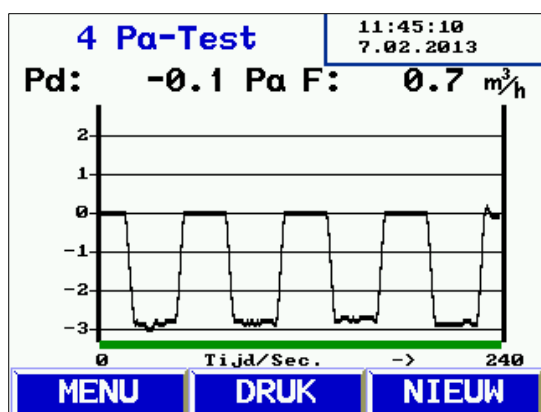 4 Pa-Test
11:45:10
7.02.2013
Pd: -0.1 Pa F: 0.7 m³/h
2
1
0
-1
-2
-3
0 Tijd/Sec. -> 240
MENU DRUK NIEUW